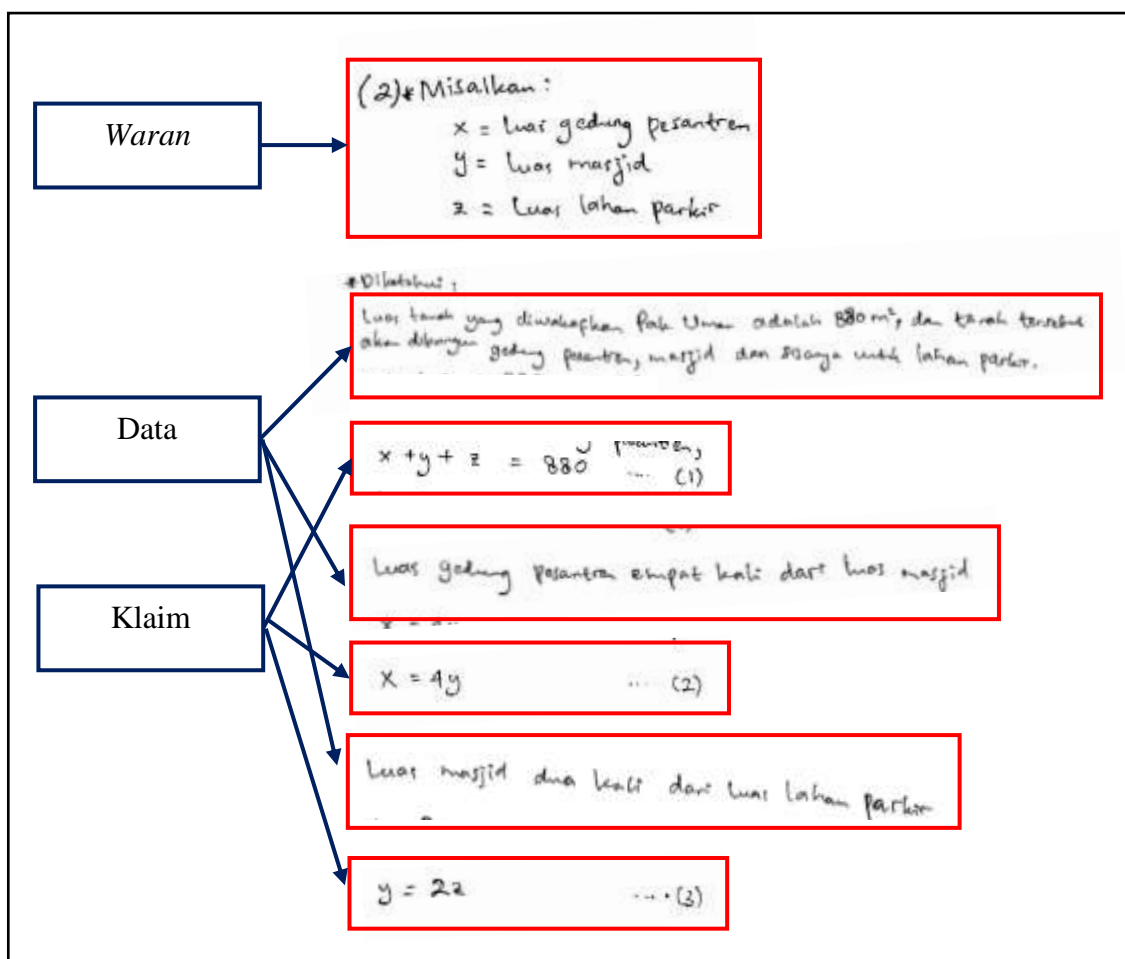 Waran
(2)* Misalkan :
x = luas gedung pesantren
y = luas masjid
z = luas lahan parkir
*Diketahui :
Luas tanah yang diwakafkan Pak Umar adalah 880 m², dan tanah tersebut
akan dibangun gedung pesantren, masjid dan sisanya untuk lahan parkir.
Data
x + y + z = 880 .... (1)
Luas gedung pesantren empat kali dari luas masjid
Klaim
x = 4y .... (2)
Luas masjid dua kali dari luas lahan parkir
y = 2z .... (3)